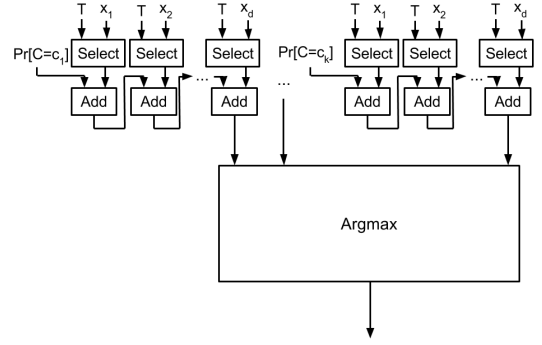 T x1 T x2 T xd T x1 T x2 T xd
Select Select Select Select Select Select
Pr[C=c1] ... ... Pr[C=ck] ...
Add Add Add Add Add Add
Argmax